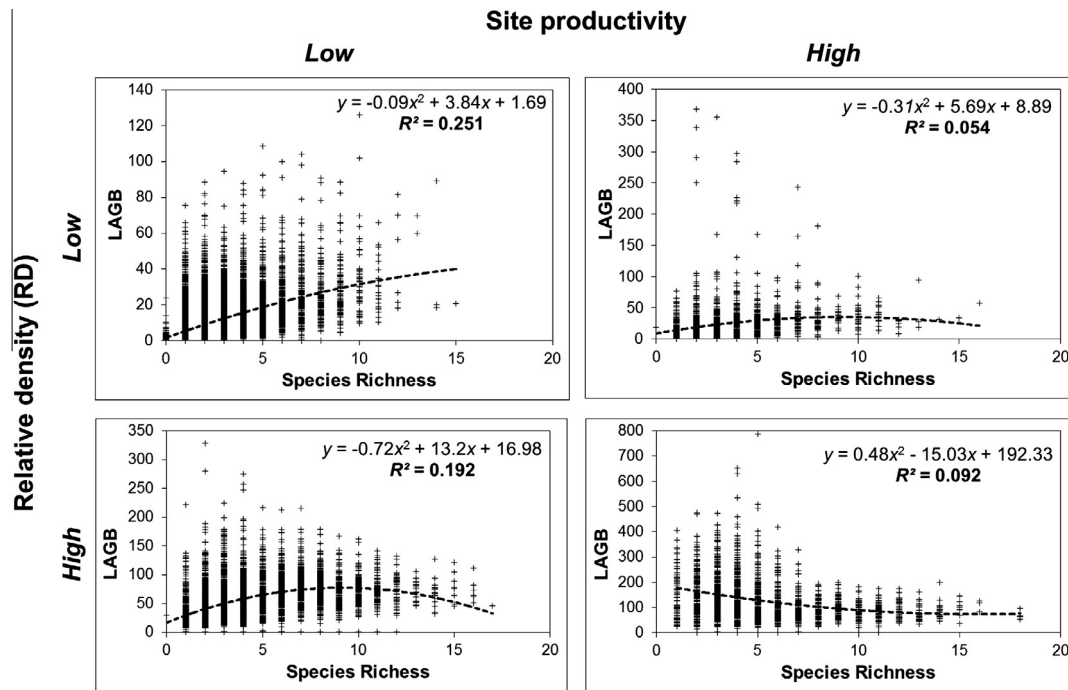 Site productivity
Low
High
Relative density (RD)
Low
y = -0.09x² + 3.84x + 1.69
R² = 0.251
LAGB
140
120
100
80
60
40
20
0
0 5 10 15 20
Species Richness
y = -0.31x² + 5.69x + 8.89
R² = 0.054
LAGB
400
350
300
250
200
150
100
50
0
0 5 10 15 20
Species Richness
High
y = -0.72x² + 13.2x + 16.98
R² = 0.192
LAGB
350
300
250
200
150
100
50
0
0 5 10 15 20
Species Richness
y = 0.48x² - 15.03x + 192.33
R² = 0.092
LAGB
800
700
600
500
400
300
200
100
0
0 5 10 15 20
Species Richness